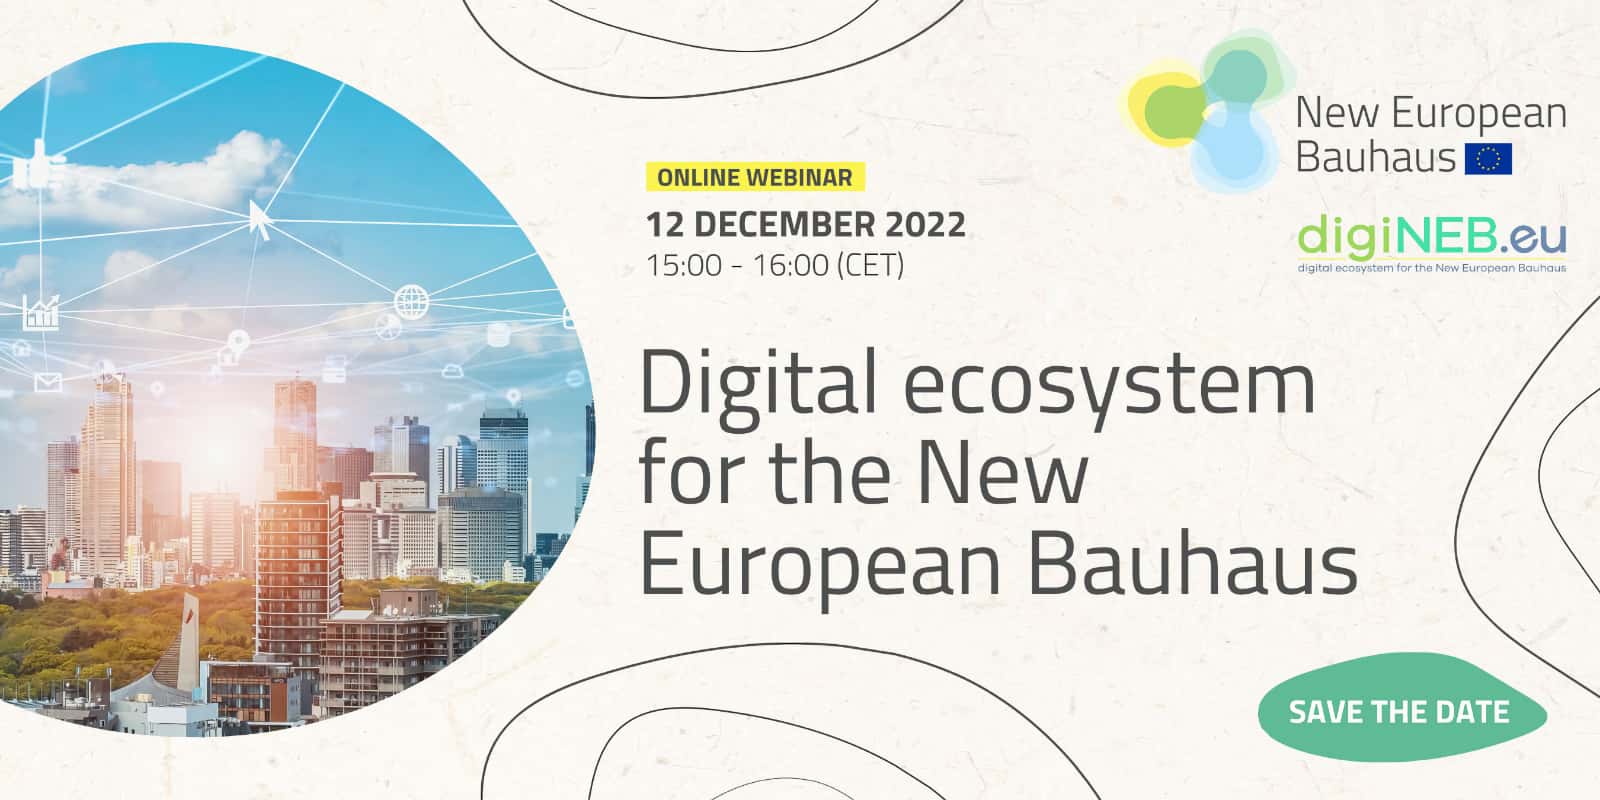 New European
Bauhaus
digiNEB.eu
digital ecosystem for the New European Bauhaus
ONLINE WEBINAR
12 DECEMBER 2022
15:00 - 16:00 (CET)
Digital ecosystem
for the New
European Bauhaus
SAVE THE DATE